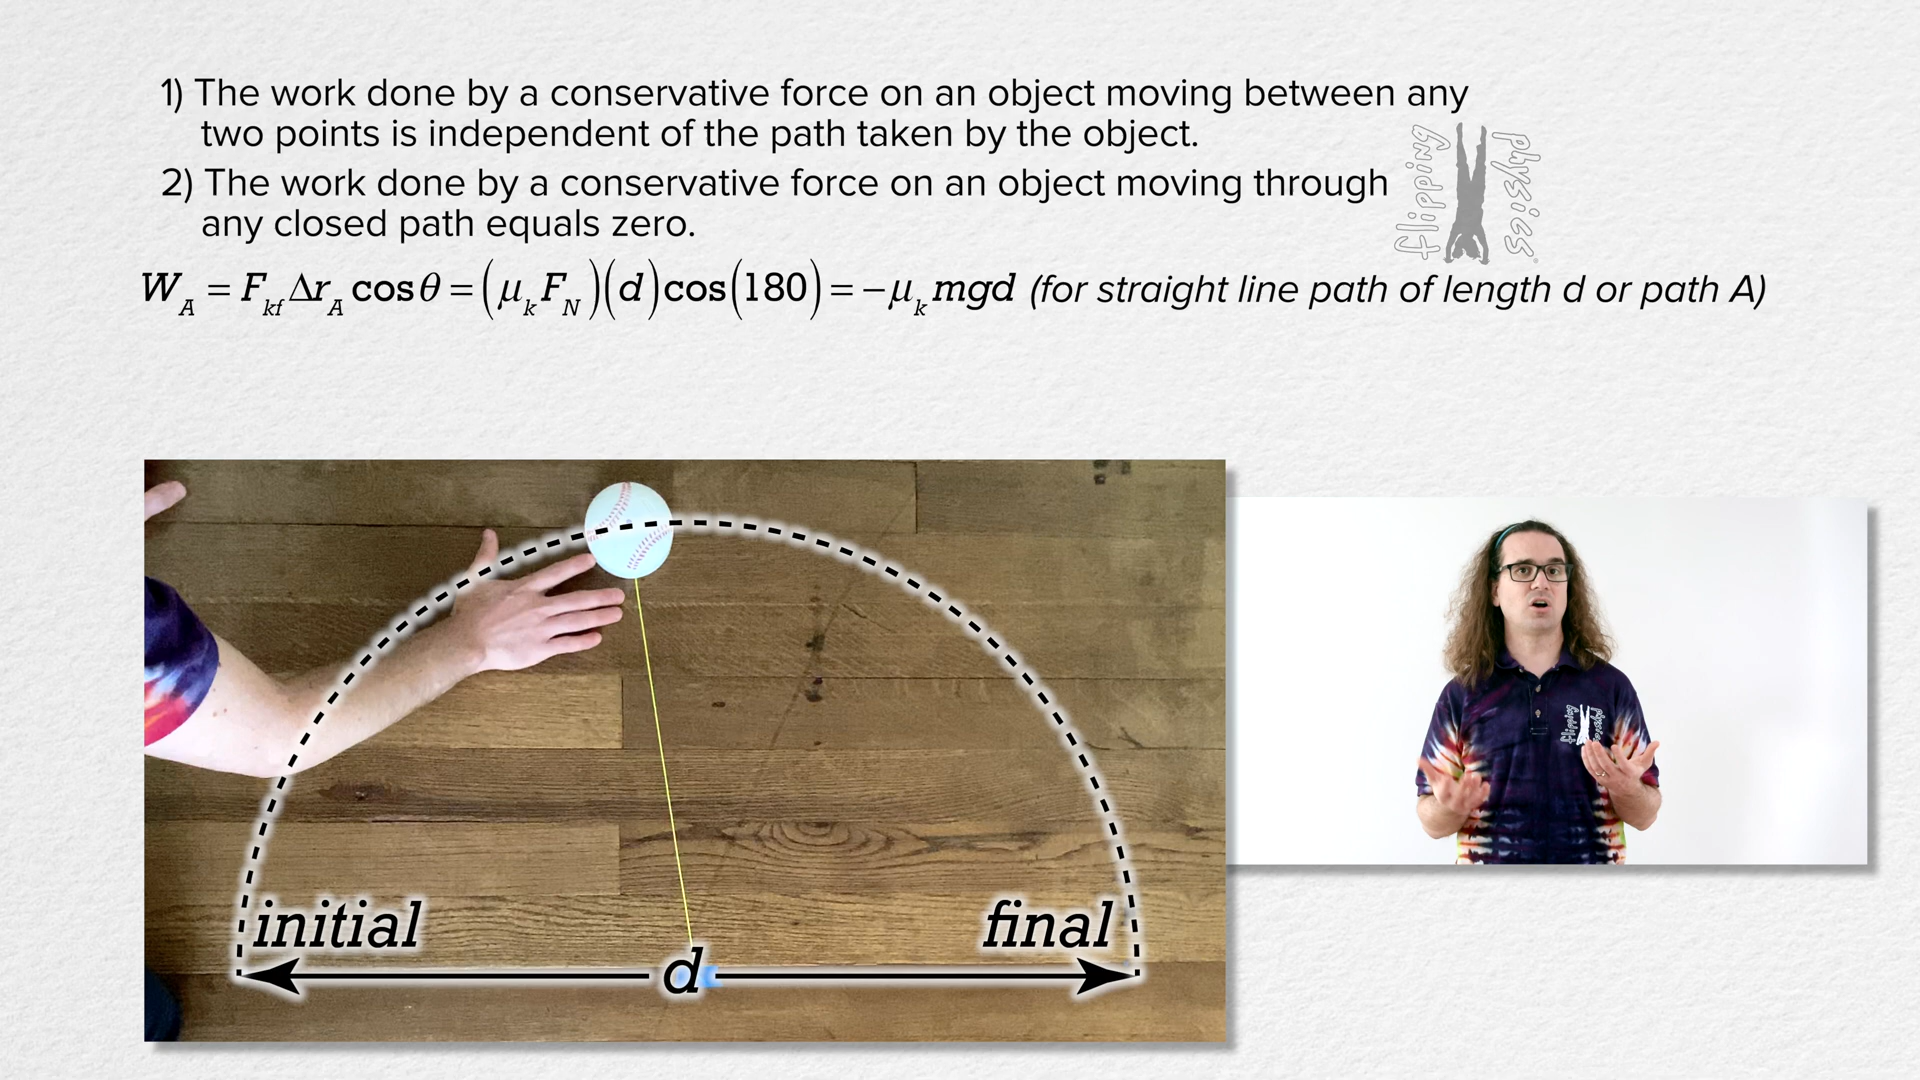 1) The work done by a conservative force on an object moving between any
two points is independent of the path taken by the object.
2) The work done by a conservative force on an object moving through
any closed path equals zero.
flipping physics
W_A = F_kf Δr_A cos θ = (μ_k F_N)(d)cos(180) = −μ_k mgd (for straight line path of length d or path A)
flipping physics
initial
final
d